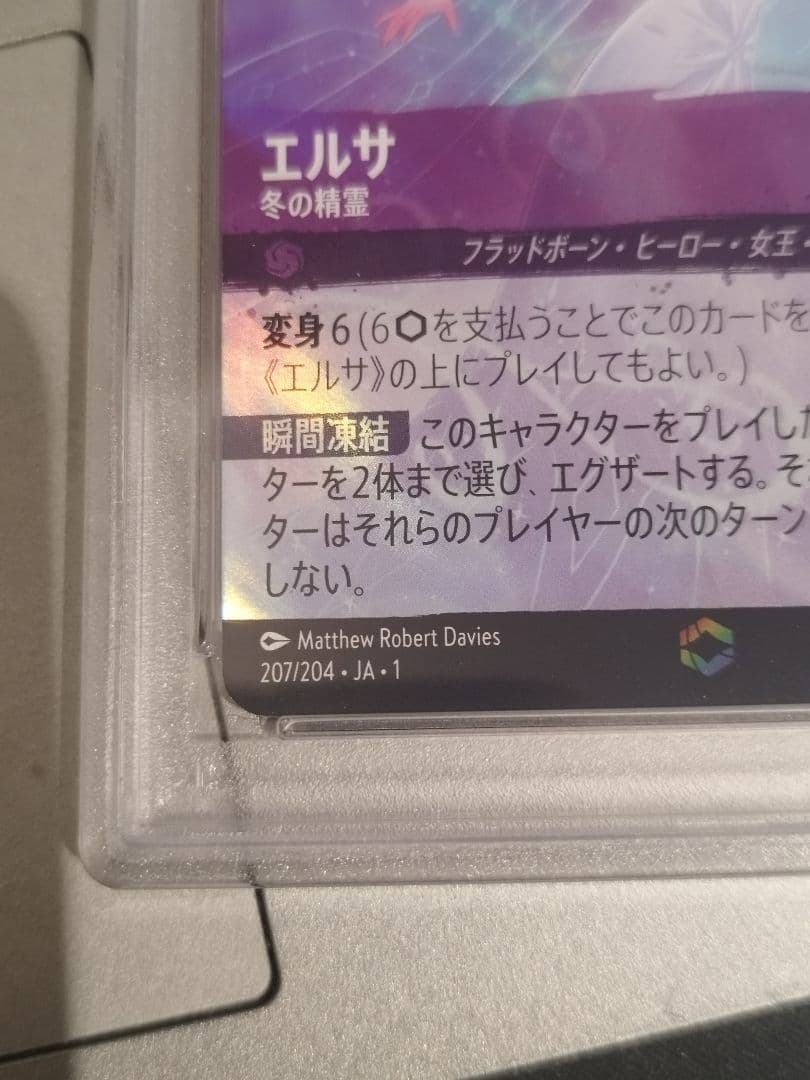 エルサ
冬の精霊
フラッドボーン・ヒーロー・女王・
変身 6 (6⬡を支払うことでこのカードを
《エルサ》の上にプレイしてもよい。)
瞬間凍結 このキャラクターをプレイした
ターを2体まで選び、エグザートする。そ
ターはそれらのプレイヤーの次のターン
しない。
Matthew Robert Davies
207/204・JA・1